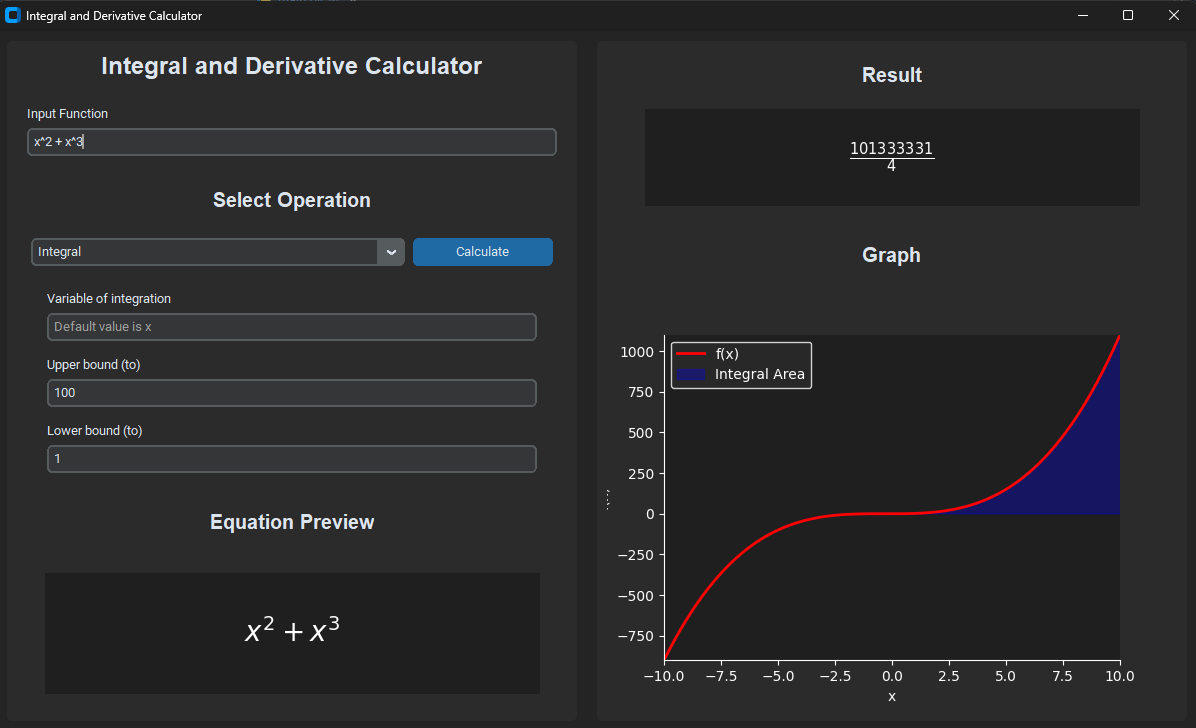 Integral and Derivative Calculator
Integral and Derivative Calculator
Input Function
x^2 + x^3
Select Operation
Integral
Calculate
Variable of integration
Default value is x
Upper bound (to)
100
Lower bound (to)
1
Equation Preview
x² + x³
Result
101333331
4
Graph
f(x)
Integral Area
1000
750
500
250
0
−250
−500
−750
−10.0 −7.5 −5.0 −2.5 0.0 2.5 5.0 7.5 10.0
x